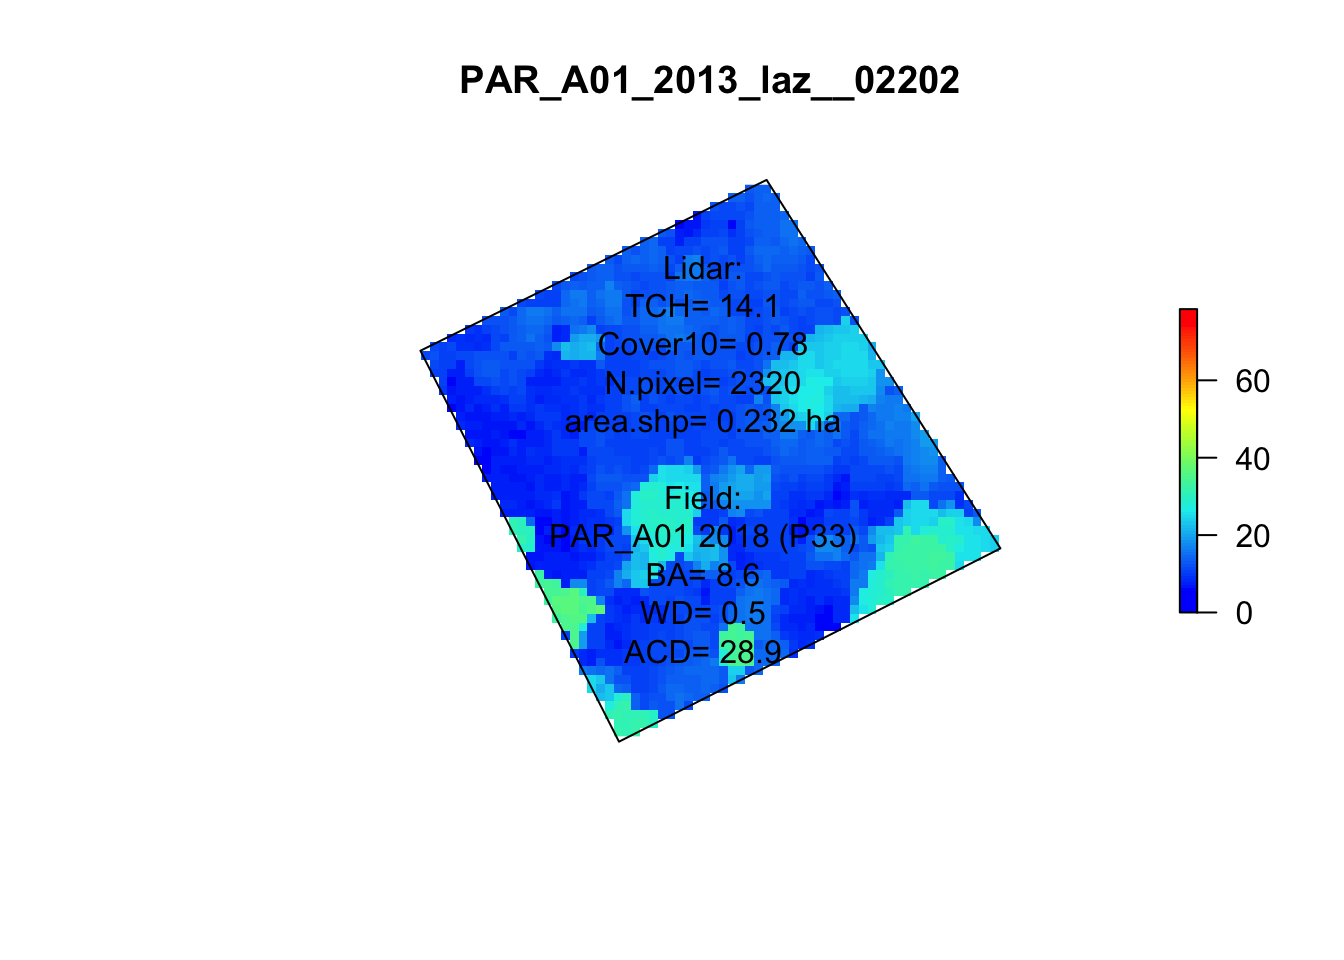 PAR_A01_2013_laz__02202
Lidar:
TCH= 14.1
Cover10= 0.78
N.pixel= 2320
area.shp= 0.232 ha
Field:
PAR_A01 2018 (P33)
BA= 8.6
WD= 0.5
ACD= 28.9
60
40
20
0